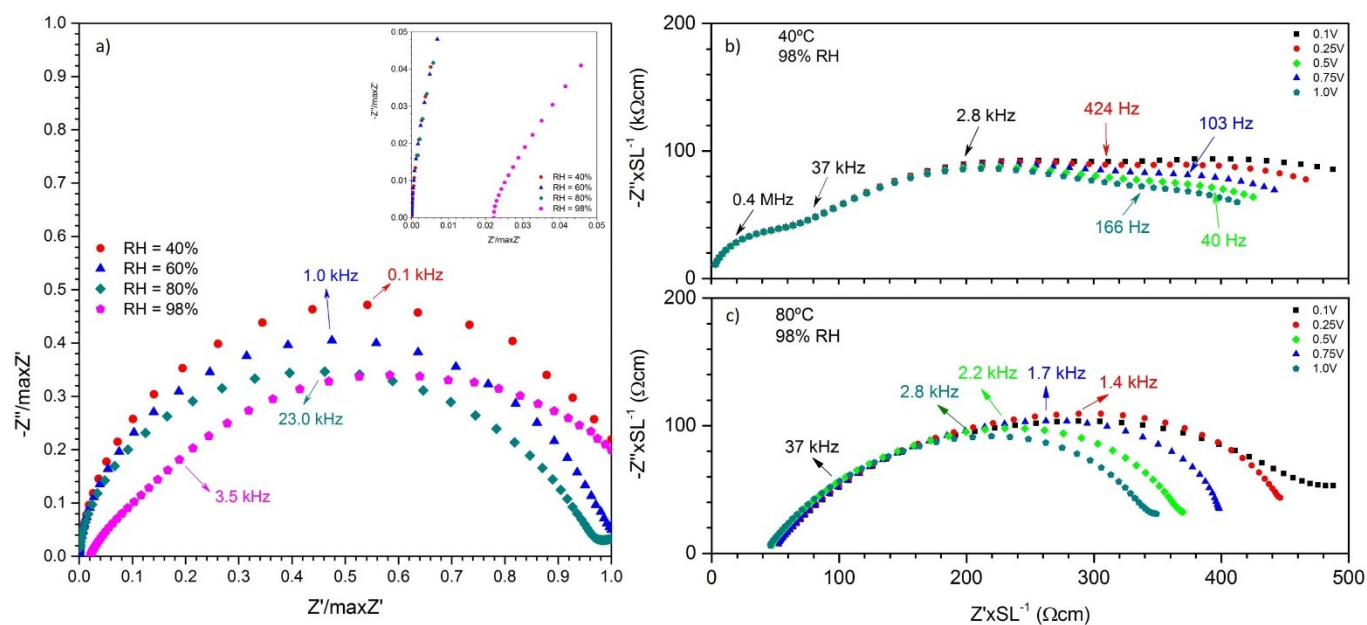 a)
1.0
0.9
0.8
0.7
0.6
0.5
0.4
0.3
0.2
0.1
0.0
-Z''/maxZ'
0.0 0.1 0.2 0.3 0.4 0.5 0.6 0.7 0.8 0.9 1.0
Z'/maxZ'
RH = 40%
RH = 60%
RH = 80%
RH = 98%
1.0 kHz
0.1 kHz
23.0 kHz
3.5 kHz
0.05
0.04
0.03
0.02
0.01
0.00
-Z''/maxZ'
0.00 0.01 0.02 0.03 0.04 0.05
Z'/maxZ'
RH = 40%
RH = 60%
RH = 80%
RH = 98%
b)
40ºC
98% RH
200
100
0
-Z''xSL⁻¹ (kΩcm)
0.4 MHz
37 kHz
2.8 kHz
424 Hz
103 Hz
166 Hz
40 Hz
0.1V
0.25V
0.5V
0.75V
1.0V
c)
80ºC
98% RH
200
100
0
-Z''xSL⁻¹ (Ωcm)
37 kHz
2.8 kHz
2.2 kHz
1.7 kHz
1.4 kHz
0.1V
0.25V
0.5V
0.75V
1.0V
0 100 200 300 400 500
Z'xSL⁻¹ (Ωcm)